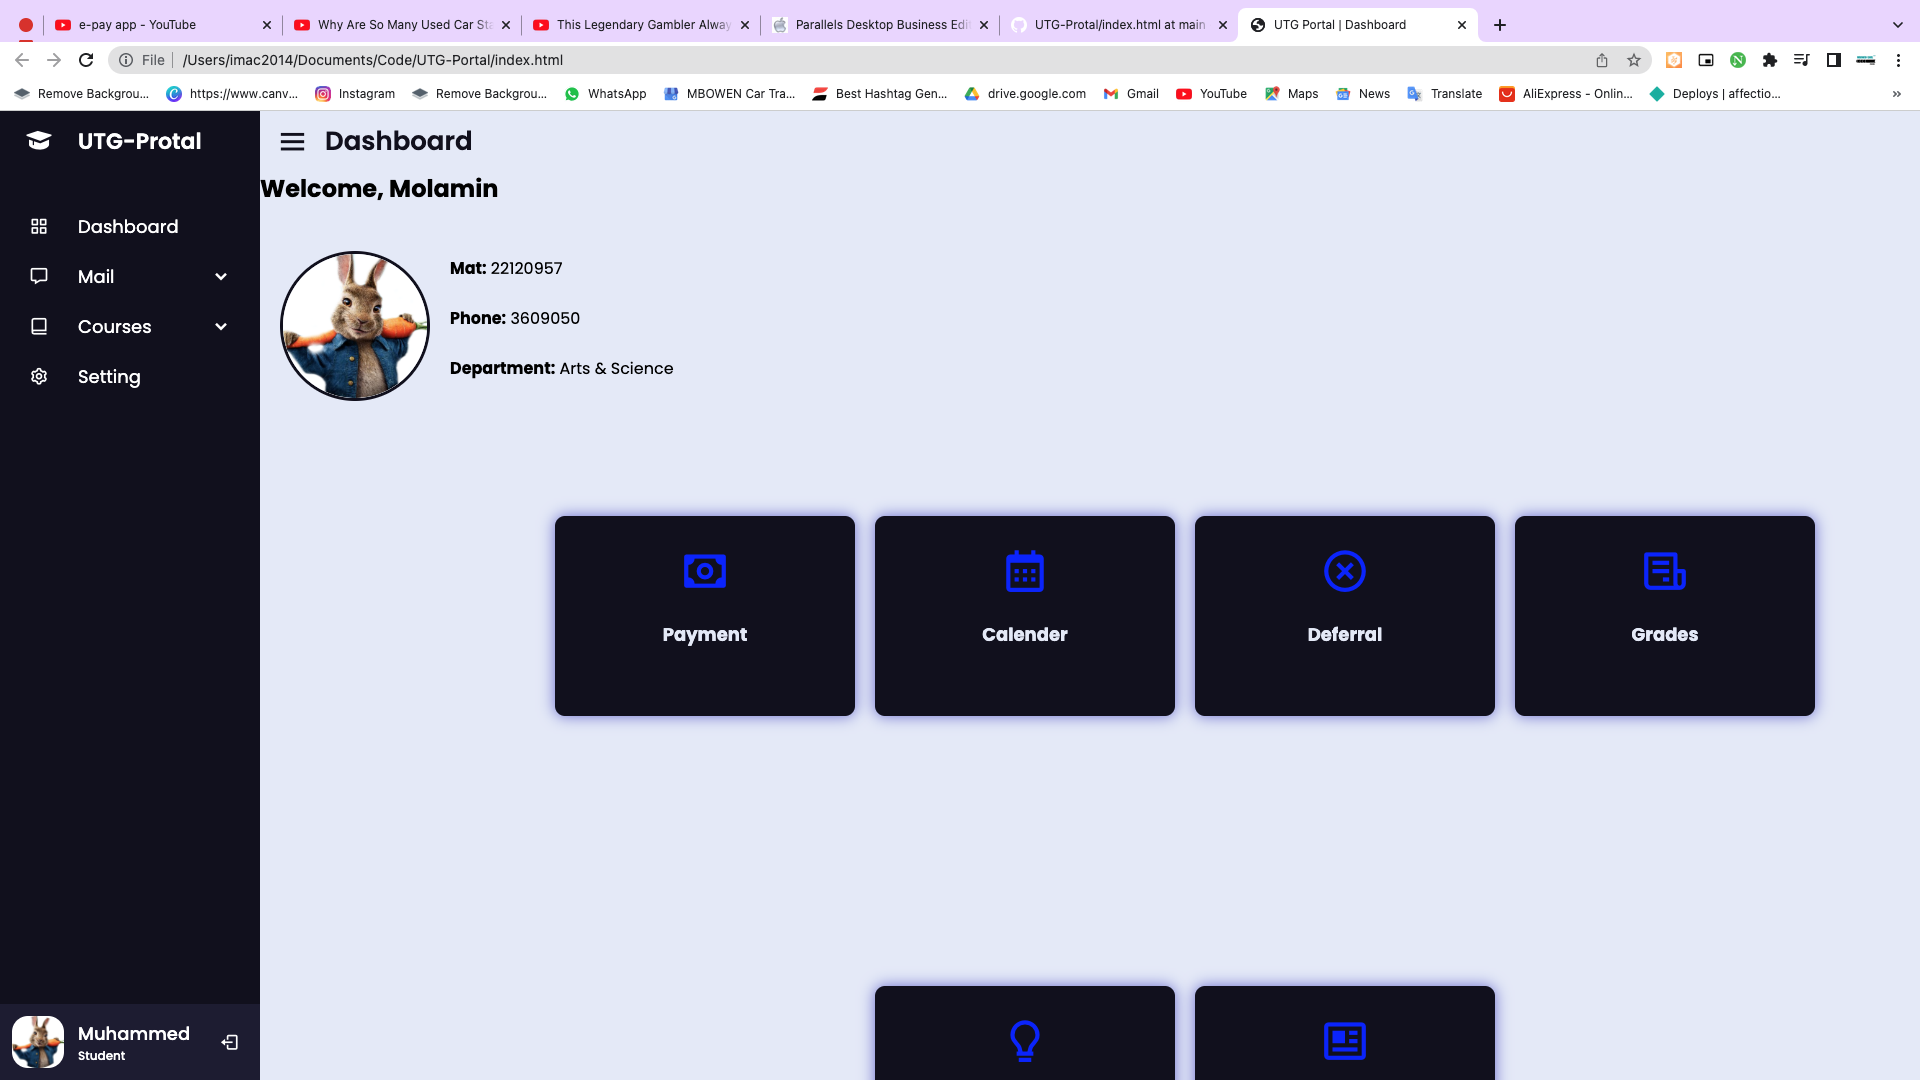 e-pay app - YouTube
Why Are So Many Used Car St
This Legendary Gambler Alway
Parallels Desktop Business Edi
UTG-Protal/index.html at main
UTG Portal | Dashboard
File
/Users/imac2014/Documents/Code/UTG-Portal/index.html
Remove Backgrou...
https://www.canv...
Instagram
Remove Backgrou...
WhatsApp
MBOWEN Car Tra...
Best Hashtag Gen...
drive.google.com
Gmail
YouTube
Maps
News
Translate
AliExpress - Onlin...
Deploys | affectio...
UTG-Protal
Dashboard
Mail
Courses
Setting
Muhammed
Student
Dashboard
Welcome, Molamin
Mat: 22120957
Phone: 3609050
Department: Arts & Science
Payment
Calender
Deferral
Grades